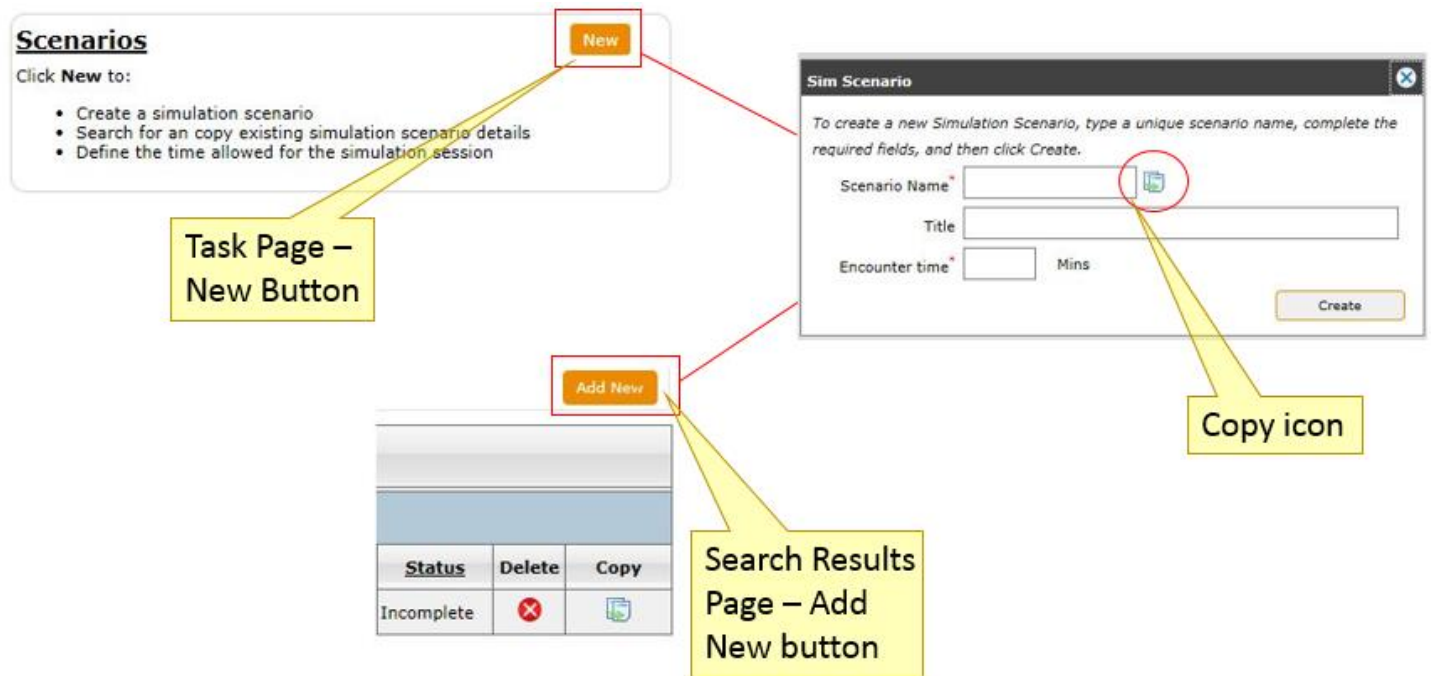 Scenarios
New
Click New to:
• Create a simulation scenario
• Search for an copy existing simulation scenario details
• Define the time allowed for the simulation session
Task Page –
New Button
Sim Scenario
To create a new Simulation Scenario, type a unique scenario name, complete the
required fields, and then click Create.
Scenario Name*
Title
Encounter time* Mins
Create
Copy icon
Add New
Status Delete Copy
Incomplete
Search Results
Page – Add
New button